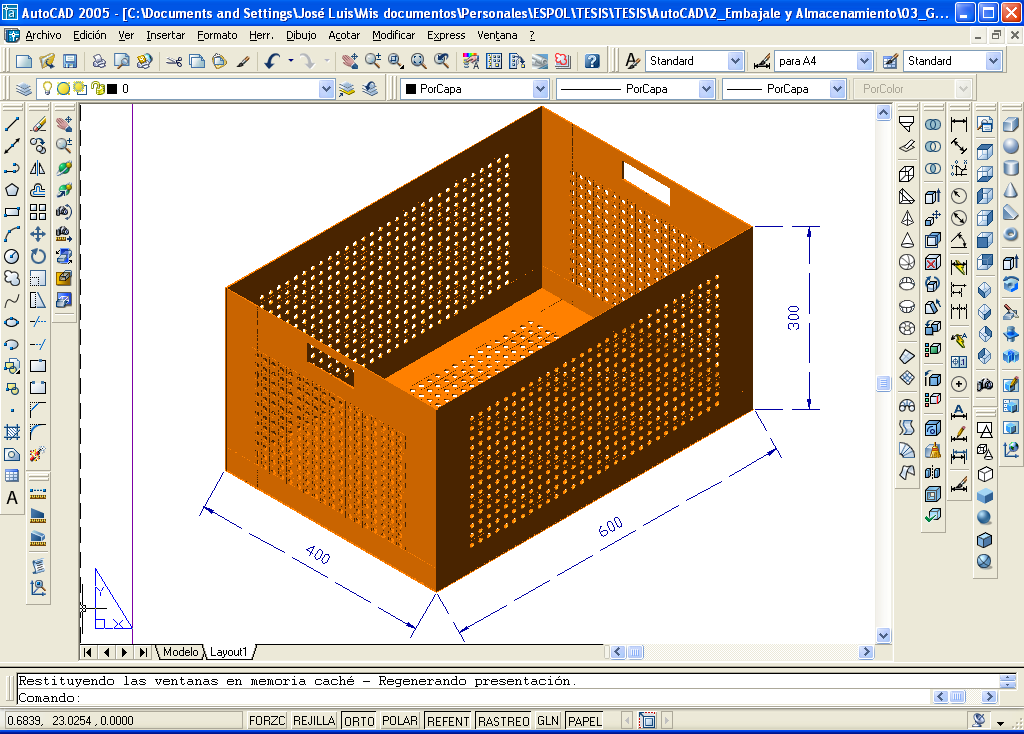 AutoCAD 2005 - [C:\Documents and Settings\José Luis\Mis documentos\Personales\ESPOL\TESIS\TESIS\AutoCAD\2_Embajale y Almacenamiento\03_G...
Archivo Edición Ver Insertar Formato Herr. Dibujo Acotar Modificar Express Ventana ?
Standard para A4 Standard
0 PorCapa PorCapa PorCapa PorColor
300
600
400
Y
X
A
Modelo Layout1
Restituyendo las ventanas en memoria caché - Regenerando presentación.
Comando:
0.6839, 23.0254 , 0.0000 FORZC REJILLA ORTO POLAR REFENT RASTREO GLN PAPEL